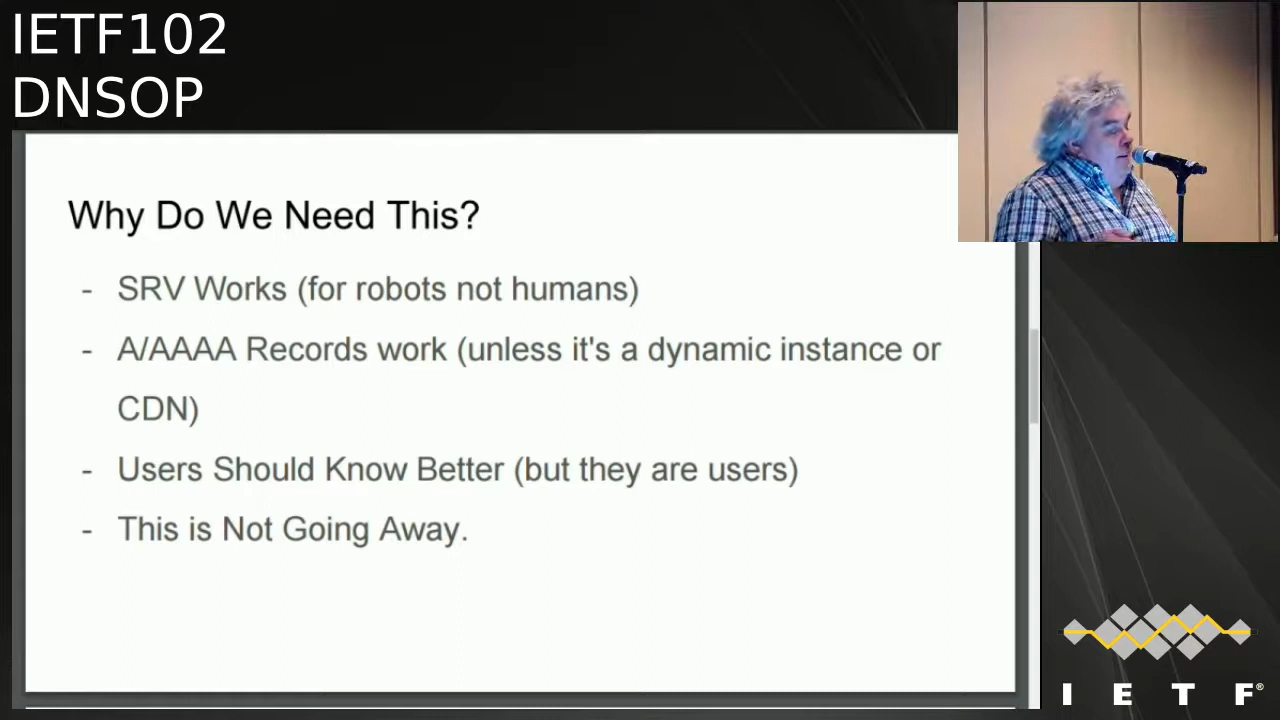 IETF102
DNSOP
Why Do We Need This?
- SRV Works (for robots not humans)
- A/AAAA Records work (unless it's a dynamic instance or
CDN)
- Users Should Know Better (but they are users)
- This is Not Going Away.
I E T F®